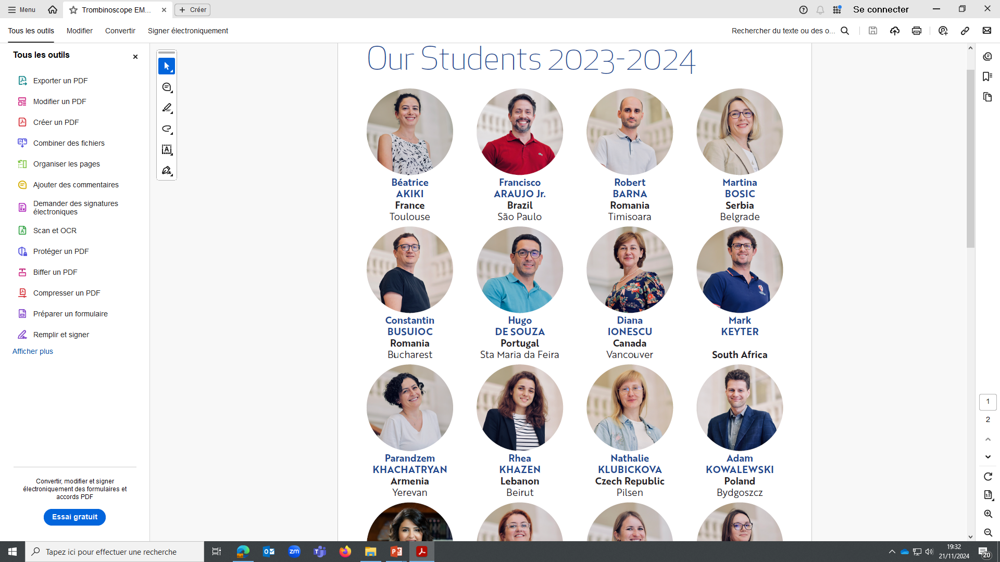 Menu
Trombinoscope EM...
Créer
Se connecter
Tous les outils
Modifier
Convertir
Signer électroniquement
Rechercher du texte ou des o...
Tous les outils
Exporter un PDF
Modifier un PDF
Créer un PDF
Combiner des fichiers
Organiser les pages
Ajouter des commentaires
Demander des signatures
électroniques
Scan et OCR
Protéger un PDF
Biffer un PDF
Compresser un PDF
Préparer un formulaire
Remplir et signer
Afficher plus
Convertir, modifier et signer
électroniquement des formulaires et
accords PDF
Essai gratuit
Our Students 2023-2024
Béatrice
AKIKI
France
Toulouse
Francisco
ARAUJO Jr.
Brazil
São Paulo
Robert
BARNA
Romania
Timisoara
Martina
BOSIC
Serbia
Belgrade
Constantin
BUSUIOC
Romania
Bucharest
Hugo
DE SOUZA
Portugal
Sta Maria da Feira
Diana
IONESCU
Canada
Vancouver
Mark
KEYTER
South Africa
Parandzem
KHACHATRYAN
Armenia
Yerevan
Rhea
KHAZEN
Lebanon
Beirut
Nathalie
KLUBICKOVA
Czech Republic
Pilsen
Adam
KOWALEWSKI
Poland
Bydgoszcz
1
2
1:1
Tapez ici pour effectuer une recherche
zm
19:32
21/11/2024
20